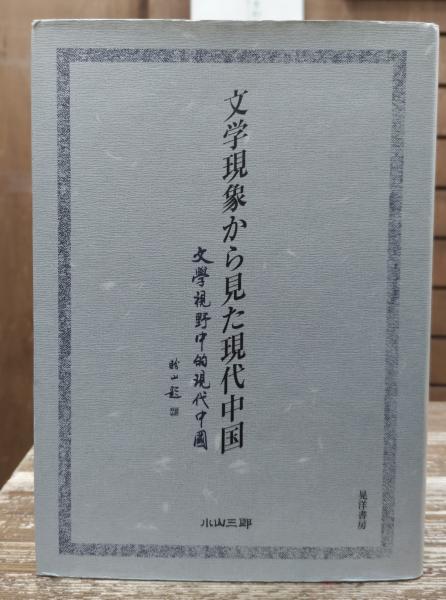 文学現象から見た現代中国
文學視野中的現代中國
小山三郎
晃洋書房